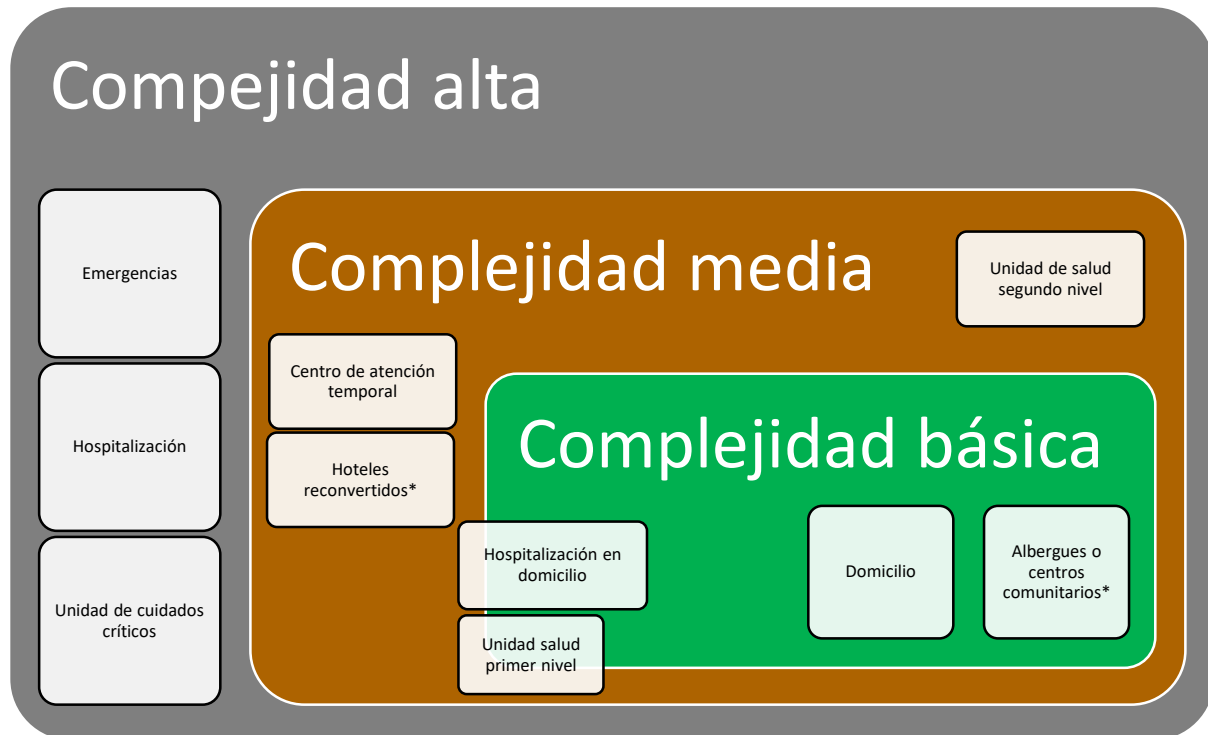 Compejidad alta
Emergencias
Hospitalización
Unidad de cuidados
críticos
Complejidad media
Unidad de salud
segundo nivel
Centro de atención
temporal
Hoteles
reconvertidos*
Complejidad básica
Hospitalización en
domicilio
Unidad salud
primer nivel
Domicilio
Albergues o
centros
comunitarios*